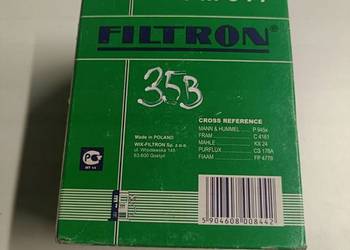 FILTRON
35B
CROSS REFERENCE
MANN & HUMMEL P 945x
FRAM C 4161
MAHLE KX 24
PURFLUX CS 178A
FIAAM FP 4778
Made in POLAND
WIX-FILTRON Sp. z o.o.
ul. Wrocławska 145
63-800 Gostyń
5 904608 008442